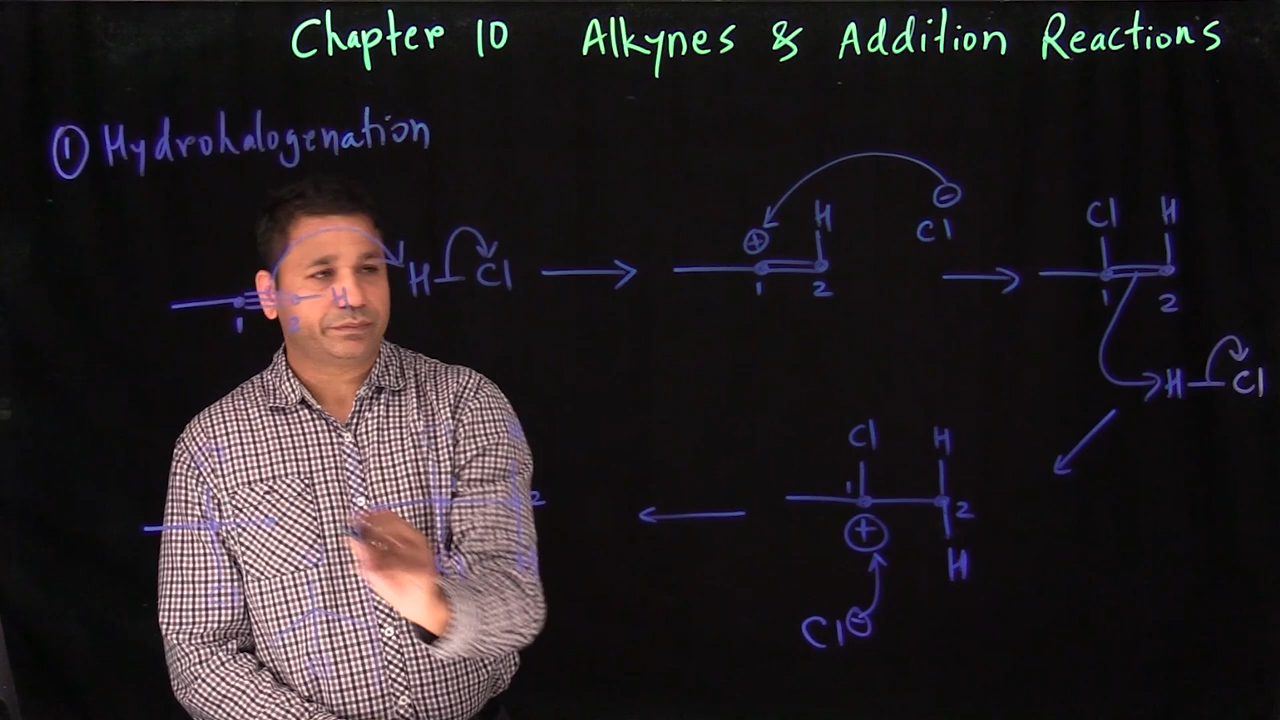 Chapter 10 Alkynes & Addition Reactions
① Hydrohalogenation
H Cl
1 2 H
⊕ H ⊖ Cl
1 2
Cl H
1 2
H Cl
Cl H
1 2
⊕ H
Cl⊖
2